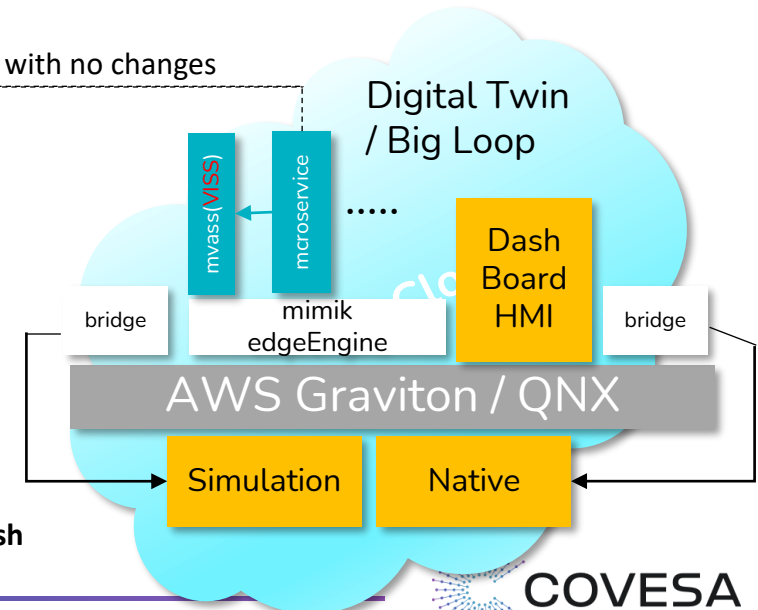 with no changes
Digital Twin
/ Big Loop
mvass(VISS)
mcroservice
.....
Dash
Board
HMI
Clo
bridge
mimik
edgeEngine
bridge
AWS Graviton / QNX
Simulation
Native
sh
COVESA